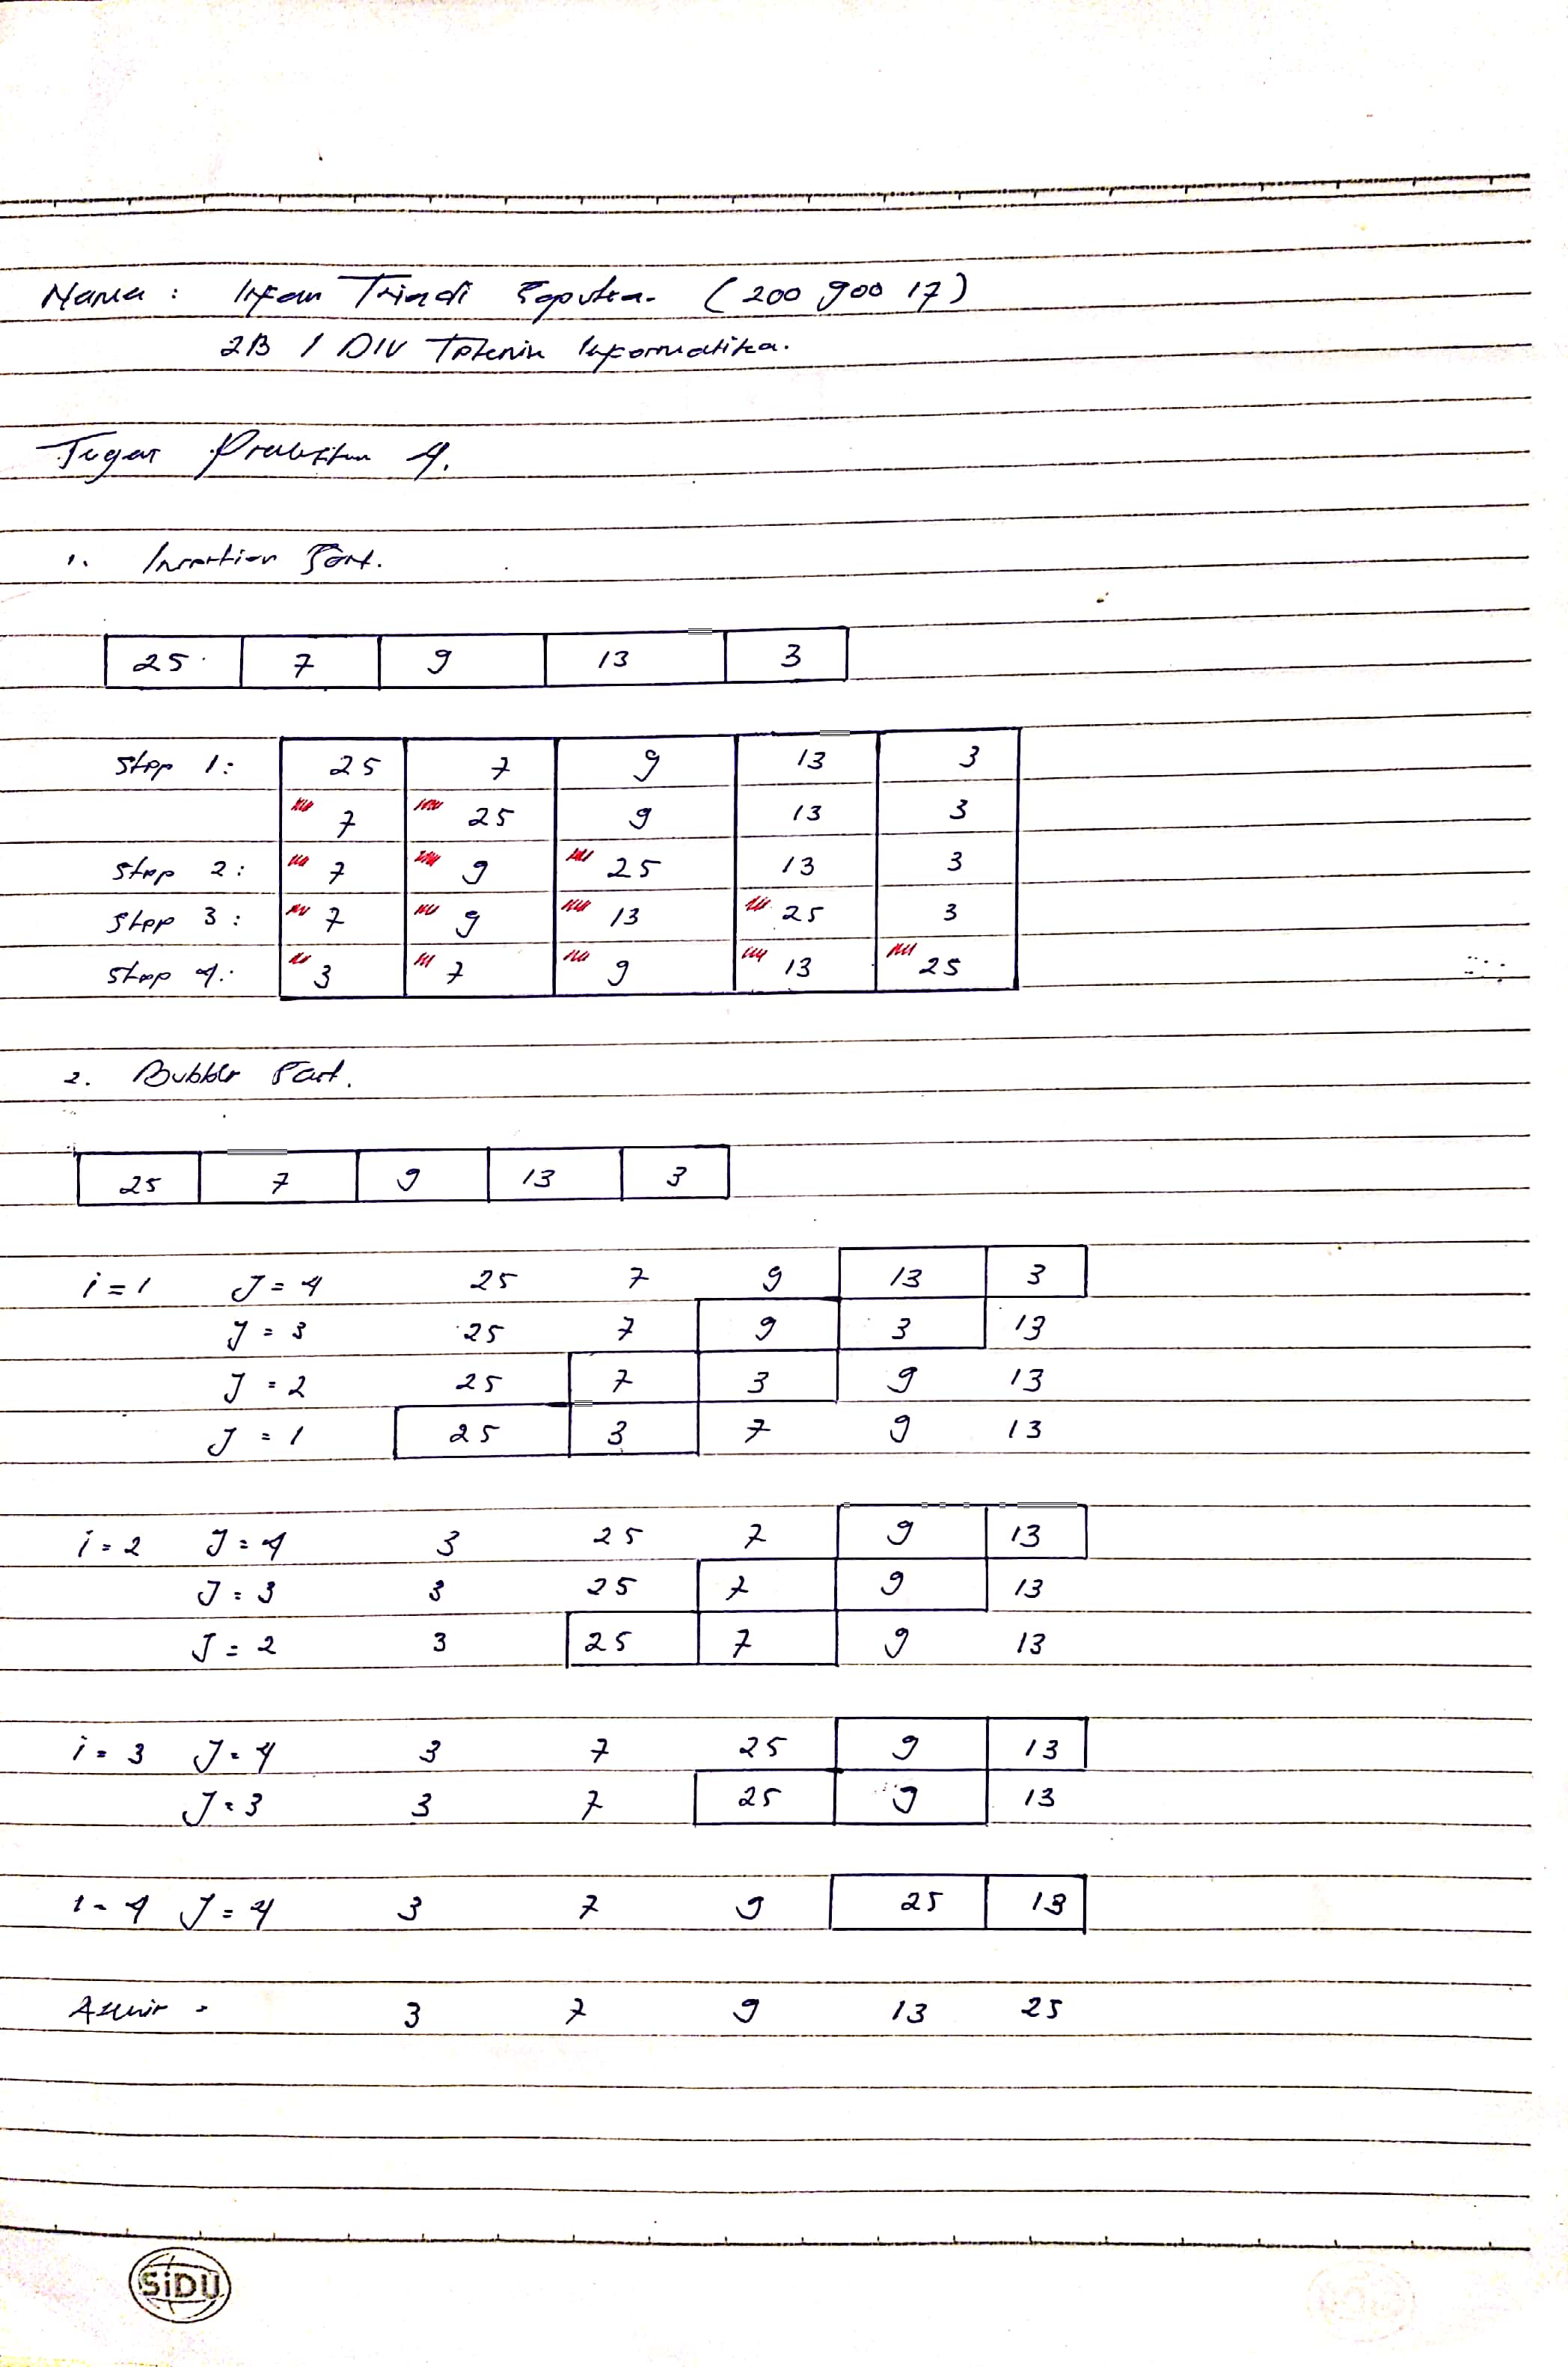 Nama : Irfan Triadi Saputra. (200 900 17)
2B / DIV Teknik Informatika.
Tugas Praktikum 4.
1. Insertion Sort.
25 7 9 13 3
Step 1: 25 7 9 13 3
7 25 9 13 3
Step 2: 7 9 25 13 3
Step 3: 7 9 13 25 3
Step 4: 3 7 9 13 25
2. Bubble Sort.
25 7 9 13 3
i = 1 J = 4 25 7 9 13 3
J = 3 25 7 9 3 13
J = 2 25 7 3 9 13
J = 1 25 3 7 9 13
i = 2 J = 4 3 25 7 9 13
J = 3 3 25 7 9 13
J = 2 3 25 7 9 13
i = 3 J = 4 3 7 25 9 13
J = 3 3 7 25 9 13
i = 4 J = 4 3 7 9 25 13
Akhir = 3 7 9 13 25
SiDU